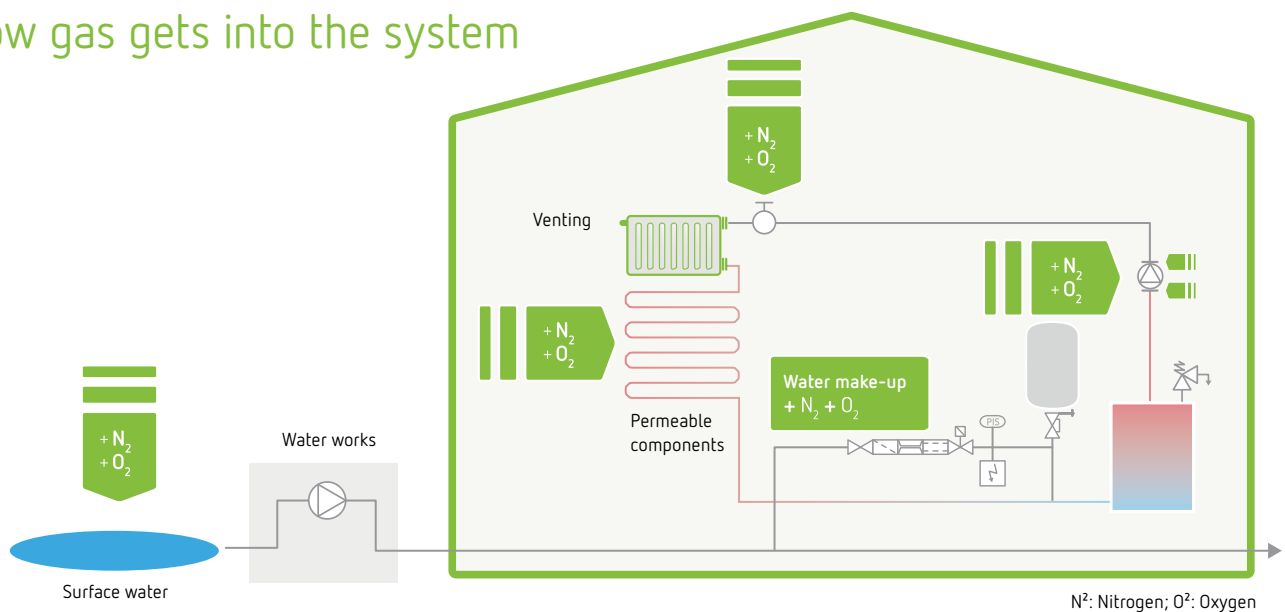 ow gas gets into the system
+ N₂
+ O₂
Venting
+ N₂
+ O₂
+ N₂
+ O₂
Water make-up
+ N₂ + O₂
PIS
Permeable
components
+ N₂
+ O₂
Water works
Surface water
N²: Nitrogen; O²: Oxygen